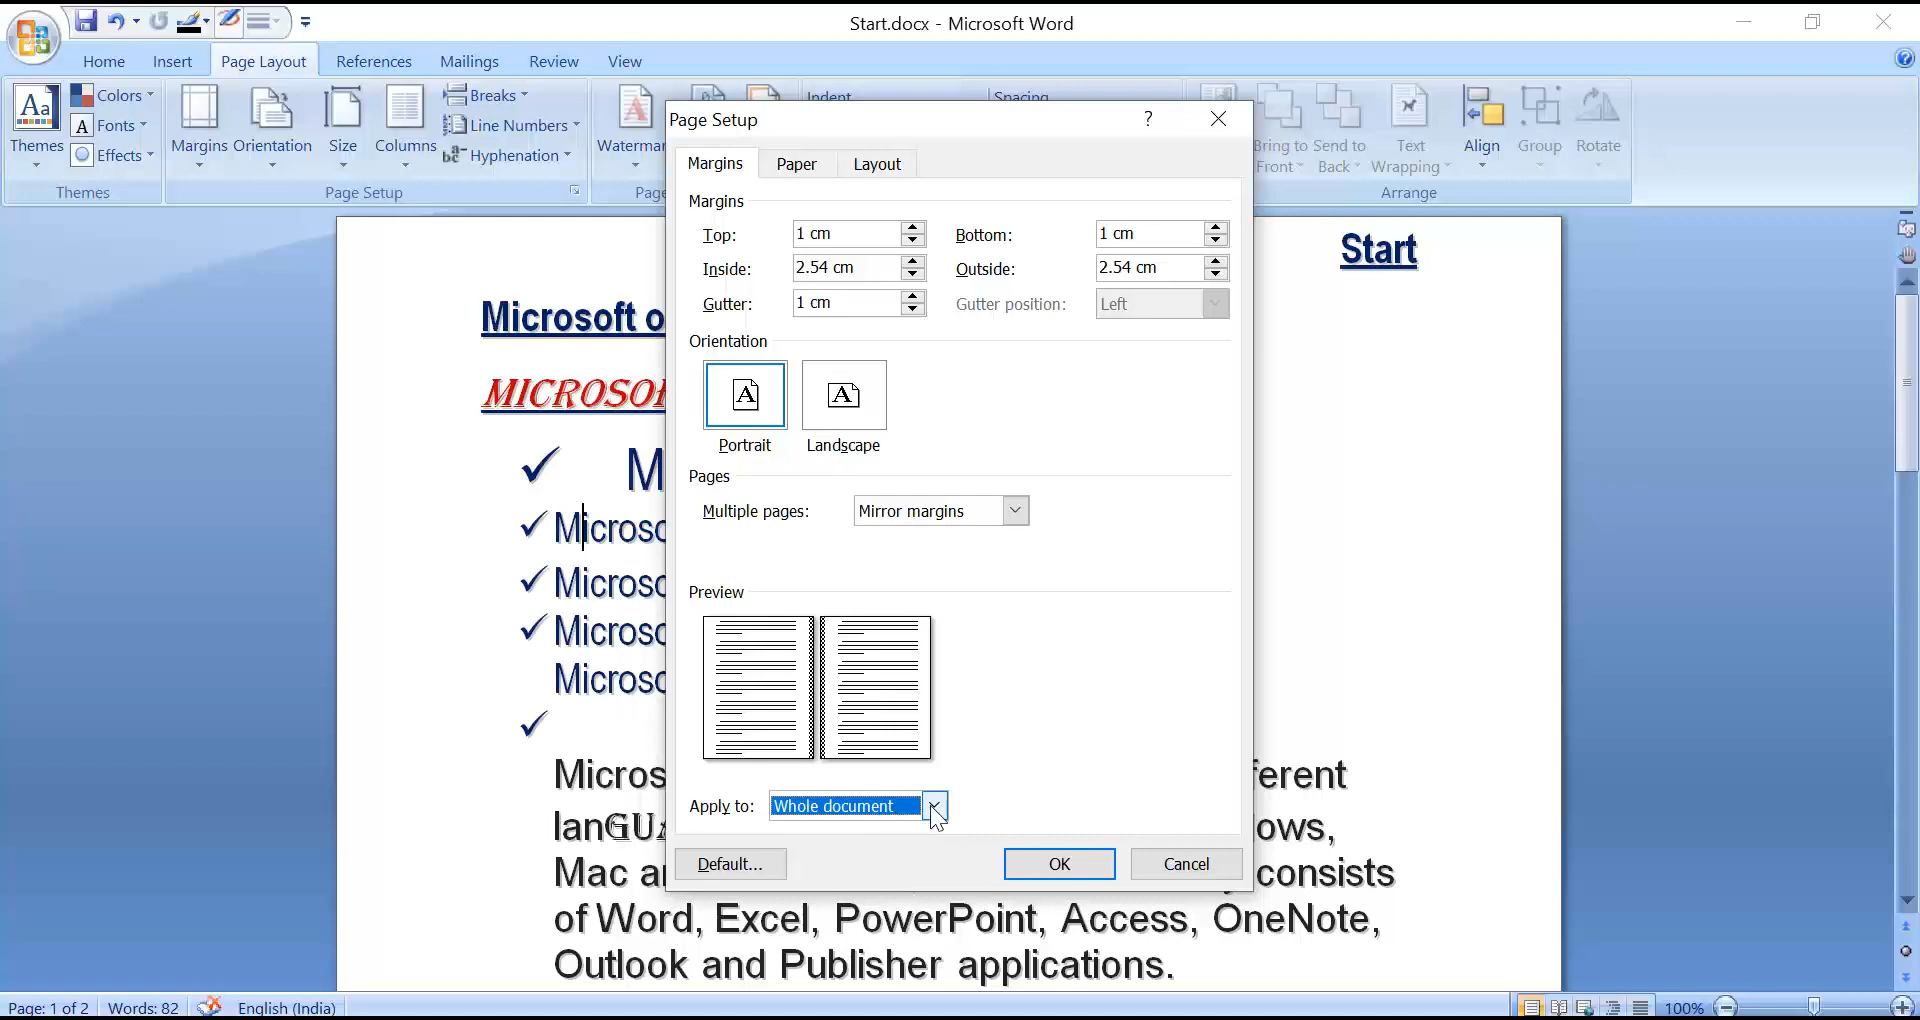 Start.docx - Microsoft Word
Home Insert Page Layout References Mailings Review View
Aa Colors Breaks Indent Spacing
A Fonts Line Numbers
Themes Effects Margins Orientation Size Columns Hyphenation Bring to Front Send to Back Text Wrapping Align Group Rotate
Themes Page Setup Arrange
Page Setup ?
Margins Paper Layout
Margins
Top: 1 cm Bottom: 1 cm
Inside: 2.54 cm Outside: 2.54 cm
Gutter: 1 cm Gutter position: Left
Orientation
A A
Portrait Landscape
Pages
Multiple pages: Mirror margins
Preview
Apply to: Whole document
Default... OK Cancel
Start
Microsoft o
MICROSOF
M
Microso
Microso
Microso
Microso
Micros ferent
lanGUA ows,
Mac a consists
of Word, Excel, PowerPoint, Access, OneNote,
Outlook and Publisher applications.
Page: 1 of 2 Words: 82 English (India) 100%